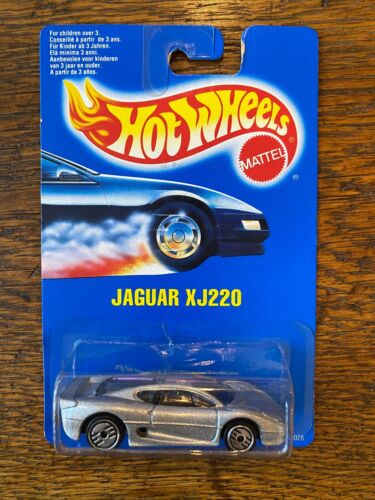 For children over 3.
Conseillé à partir de 3 ans.
Für Kinder ab 3 Jahren.
Età minima 3 anni.
Aanbevolen voor kinderen
van 3 jaar en ouder.
A partir de 3 años.
HOT WHEELS
®
MATTEL
®
JAGUAR XJ220
026